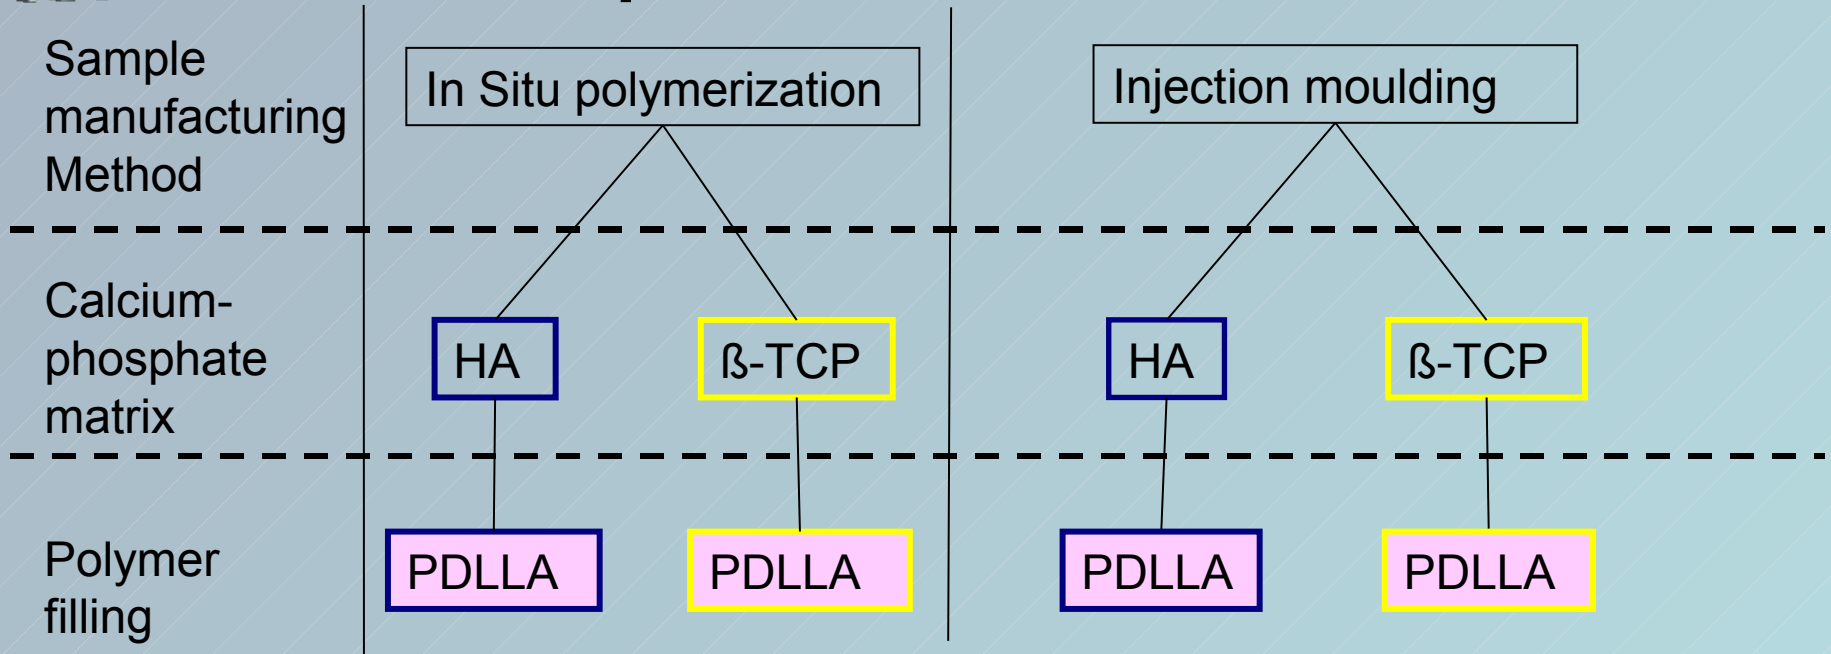 Sample
manufacturing
Method
In Situ polymerization
Injection moulding
Calcium-
phosphate
matrix
HA
ß-TCP
HA
ß-TCP
Polymer
filling
PDLLA
PDLLA
PDLLA
PDLLA